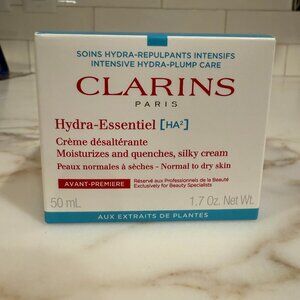 SOINS HYDRA-REPULPANTS INTENSIFS
INTENSIVE HYDRA-PLUMP CARE
CLARINS
PARIS
Hydra-Essentiel [HA²]
Crème désaltérante
Moisturizes and quenches, silky cream
Peaux normales à sèches - Normal to dry skin
AVANT-PREMIÈRE
Réservé aux Professionnels de la Beauté
Exclusively for Beauty Specialists
50 mL
1.7 Oz. Net Wt.
AUX EXTRAITS DE PLANTES